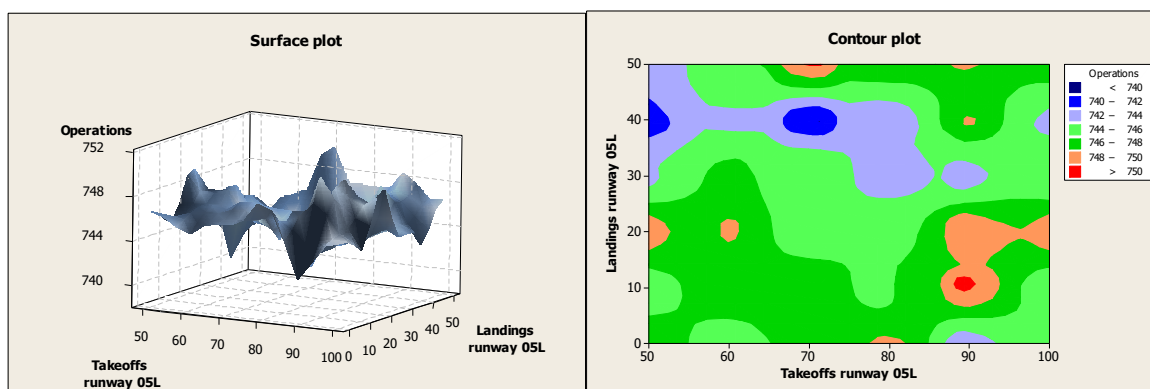 Surface plot
Operations
752
748
744
740
50
60
70
80
90
100
0
10
20
30
40
50
Takeoffs
runway 05L
Landings
runway 05L
Contour plot
Landings runway 05L
50
40
30
20
10
0
50
60
70
80
90
100
Takeoffs runway 05L
Operations
< 740
740 – 742
742 – 744
744 – 746
746 – 748
748 – 750
> 750